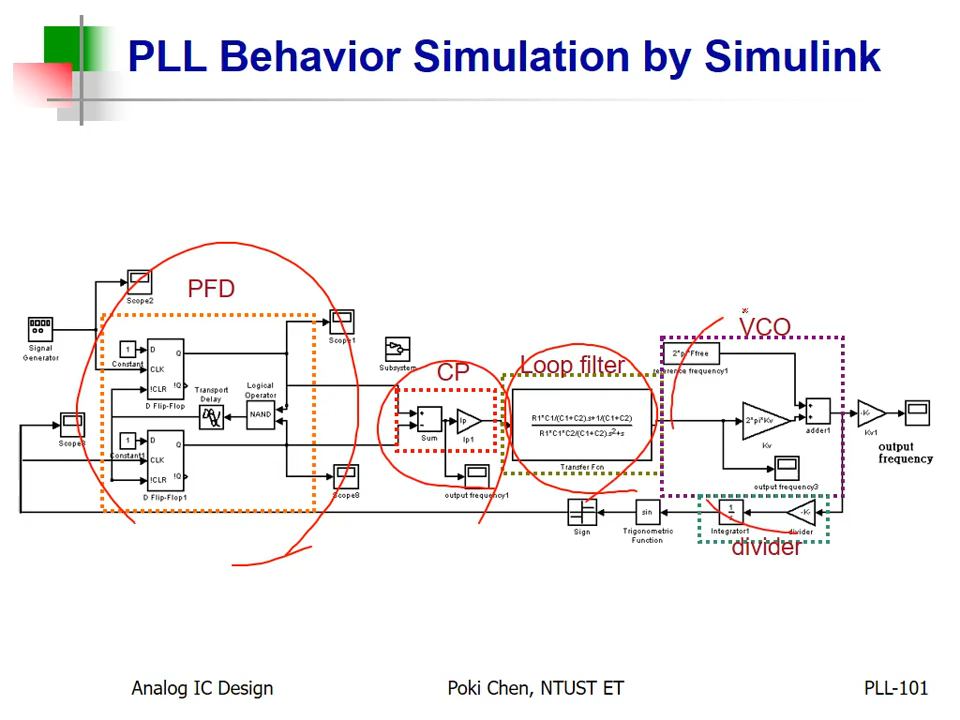 PLL Behavior Simulation by Simulink
PFD
Scope2
Signal
Generator
1
Constant
D
Q
CLK
!CLR
!Q
D Flip-Flop
Transport
Delay
Logical
Operator
NAND
Scope1
Subsystem
1
Constant1
D
Q
CLK
!CLR
!Q
D Flip-Flop1
Scope8
CP
+
−
Sum
Ip
Ip1
output frequency1
Loop filter
R1*C1/(C1+C2).s+1/(C1+C2)
R1*C1*C2/(C1+C2).s²+s
Transfer Fcn
VCO
2*pi*Ffree
reference frequency1
2*pi*Kv
Kv
+
+
adder1
output frequency3
-K-
Kv1
output
frequency
Sign
sin
Trigonometric
Function
Integrator1
-K-
divider
divider
Analog IC Design
Poki Chen, NTUST ET
PLL-101